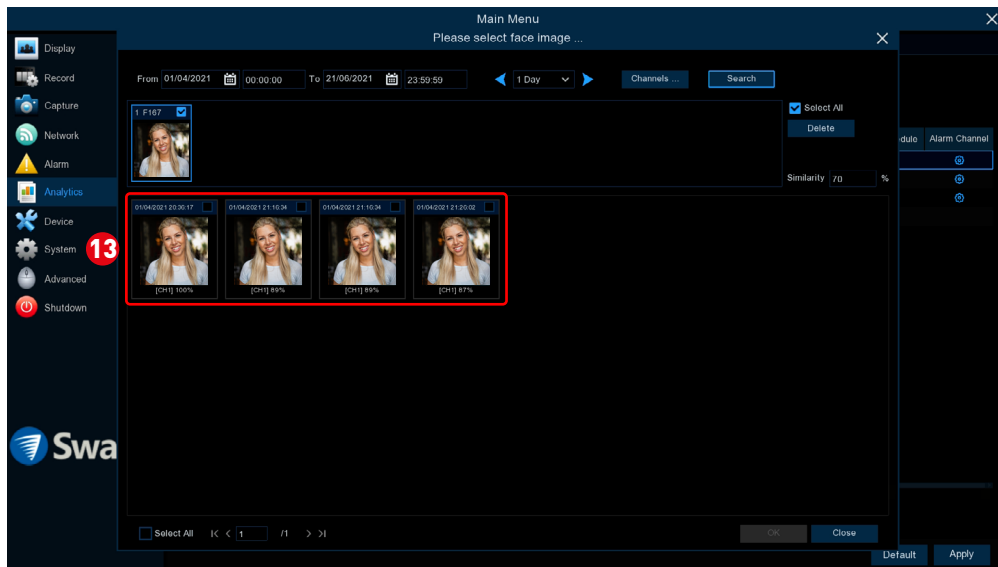 Main Menu
Please select face image ...
Display
Record
Capture
Network
Alarm
Analytics
Device
System
Advanced
Shutdown
13
Swa
From 01/04/2021 00:00:00 To 21/06/2021 23:59:59 1 Day Channels ... Search
1 F167
Select All
Delete
Similarity 70 %
dule Alarm Channel
01/04/2021 20:36:17 01/04/2021 21:10:34 01/04/2021 21:10:34 01/04/2021 21:20:02
[CH1] 100% [CH1] 89% [CH1] 89% [CH1] 87%
Select All |< < 1 /1 > >|
OK Close
Default Apply